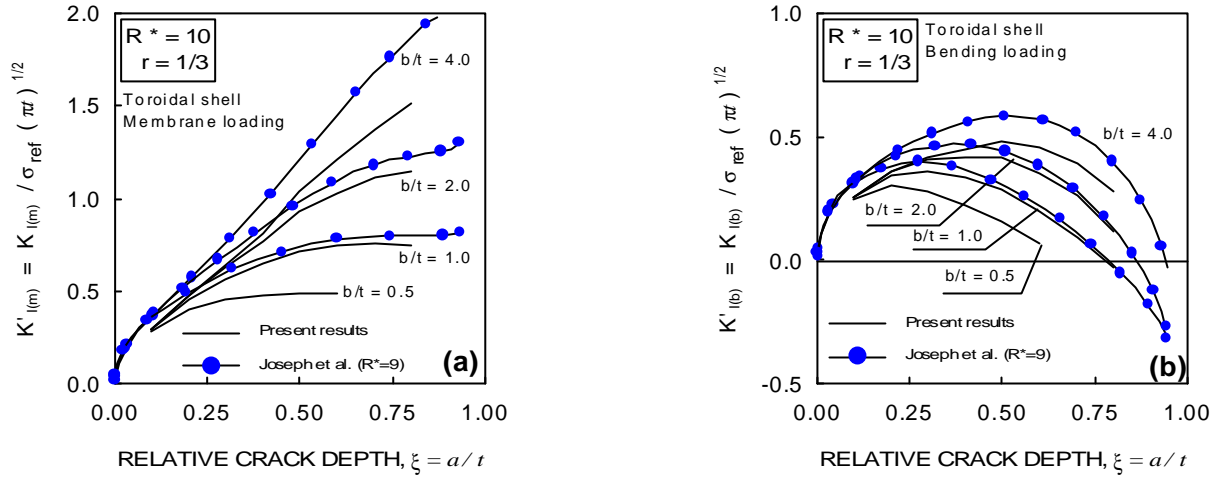 2.0
1.5
1.0
0.5
0.0
0.00
0.25
0.50
0.75
1.00
K'I(m) = K I(m) / σref ( πt ) 1/2
R * = 10
r = 1/3
Toroidal shell
Membrane loading
b/t = 4.0
b/t = 2.0
b/t = 1.0
b/t = 0.5
Present results
Joseph et al. (R*=9)
(a)
RELATIVE CRACK DEPTH, ξ = a / t
1.0
0.5
0.0
-0.5
0.00
0.25
0.50
0.75
1.00
K'I(b) = K I(b) / σref ( πt ) 1/2
R * = 10
r = 1/3
Toroidal shell
Bending loading
b/t = 4.0
b/t = 2.0
b/t = 1.0
b/t = 0.5
Present results
Joseph et al. (R*=9)
(b)
RELATIVE CRACK DEPTH, ξ = a / t